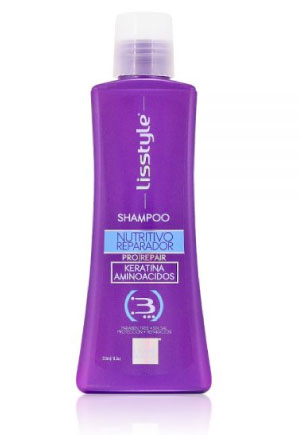 lisstyle
SHAMPOO
NUTRITIVO
REPARADOR
PRO|REPAIR
KERATINA
AMINOACIDOS
3